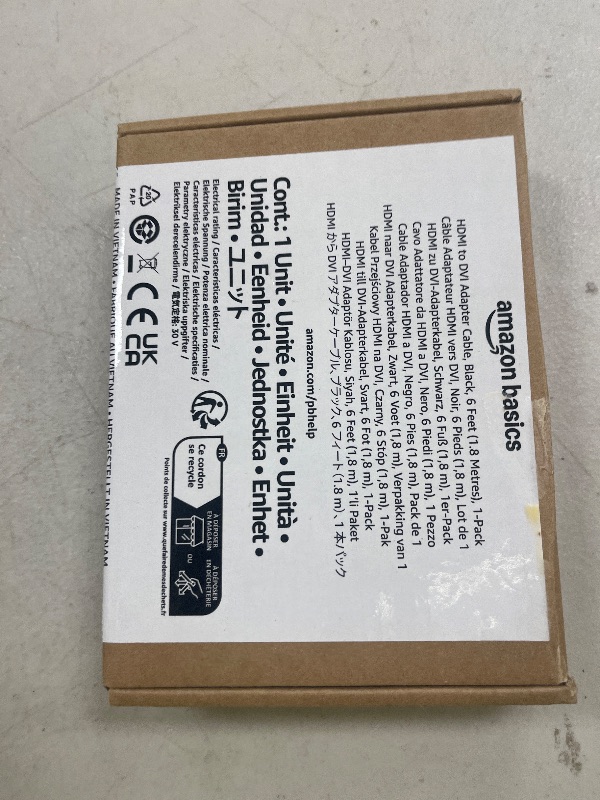 amazon basics
HDMI to DVI Adapter Cable, Black, 6 Feet (1,8 Metres), 1-Pack
Câble Adaptateur HDMI vers DVI, Noir, 6 Pieds (1,8 m), Lot de 1
HDMI zu DVI-Adapterkabel, Schwarz, 6 Fuß (1,8 m), 1er-Pack
Cavo Adattatore da HDMI a DVI, Nero, 6 Piedi (1,8 m), 1 Pezzo
Cable Adaptador HDMI a DVI, Negro, 6 Pies (1,8 m), Pack de 1
HDMI naar DVI Adapterkabel, Zwart, 6 Voet (1,8 m), Verpakking van 1
Kabel Przejściowy HDMI na DVI, Czarny, 6 Stóp (1,8 m), 1-Pak
HDMI till DVI-Adapterkabel, Svart, 6 Fot (1,8 m), 1-Pack
HDMI–DVI Adaptör Kablosu, Siyah, 6 Feet (1,8 m), 1'li Paket
HDMI から DVI アダプターケーブル, ブラック, 6 フィート (1,8 m)、1 本パック
amazon.com/pbhelp
Cont.: 1 Unit • Unité • Einheit • Unità •
Unidad • Eenheid • Jednostka • Enhet •
Birim • ユニット
Electrical rating / Caractéristiques électriques /
Elektrische Spannung / Potenza elettrica nominale /
Características eléctricas / Elektrische specificaties /
Parametry elektryczne / Elektriska uppgifter /
Elektriksel derecelendirme / 電気定格: 30 V
FR
Ce cordon
se recycle
À DÉPOSER
EN MAGASIN
OU
À DÉPOSER
EN DÉCHÈTERIE
Points de collecte sur www.quefairedemesdechets.fr
20
PAP
CE
UK
CA
MADE IN VIETNAM • FABRIQUÉ AU VIETNAM • HERGESTELLT IN VIETNAM